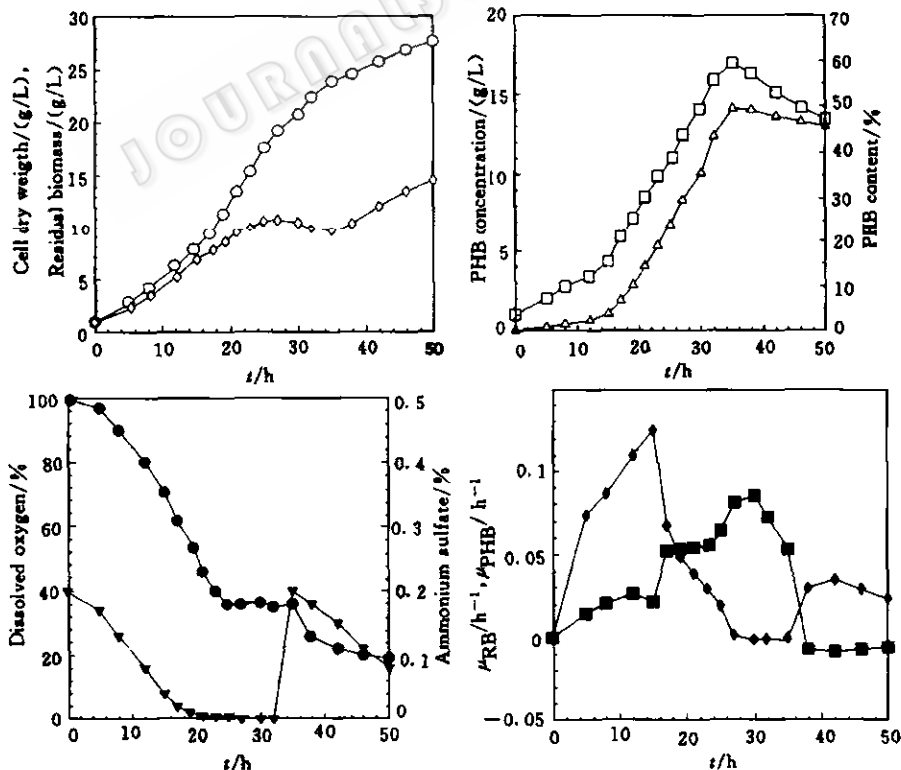 JOURNALS
30
25
20
15
10
5
0
0 10 20 30 40 50
t/h
Cell dry weigth/(g/L),
Residual biomass/(g/L)
20
15
10
5
0
70
60
50
40
30
20
10
0
0 10 20 30 40 50
t/h
PHB concentration/(g/L)
PHB content/%
100
80
60
40
20
0
0.5
0.4
0.3
0.2
0.1
0
0 10 20 30 40 50
t/h
Dissolved oxygen/%
Ammonium sulfate/%
0.1
0.05
0
-0.05
0 10 20 30 40 50
t/h
μRB/h⁻¹, μPHB/h⁻¹